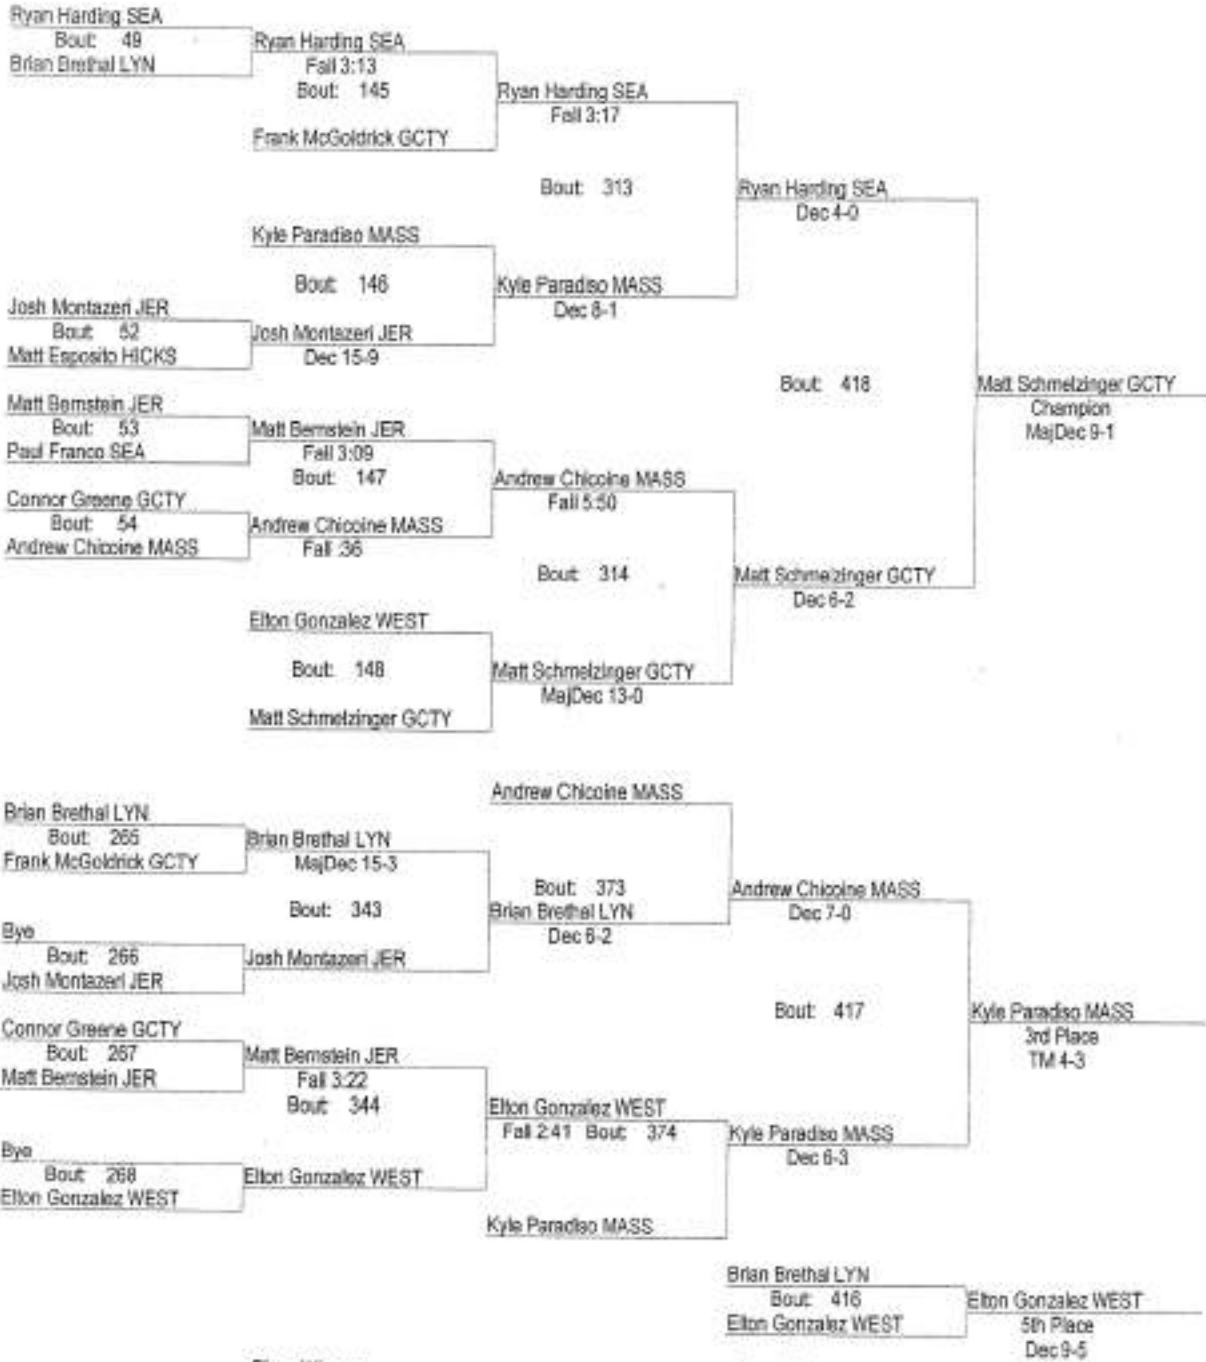 Ryan Harding SEA
Bout: 49
Brian Brethal LYN
Ryan Harding SEA
Fall 3:13
Bout: 145
Frank McGoldrick GCTY
Ryan Harding SEA
Fall 3:17
Bout: 313
Ryan Harding SEA
Dec 4-0
Kyle Paradiso MASS
Bout: 146
Kyle Paradiso MASS
Dec 8-1
Josh Montazeri JER
Bout: 52
Matt Esposito HICKS
Josh Montazeri JER
Dec 15-9
Bout: 418
Matt Schmelzinger GCTY
Champion
MajDec 9-1
Matt Bernstein JER
Bout: 53
Paul Franco SEA
Matt Bernstein JER
Fall 3:09
Bout: 147
Andrew Chicoine MASS
Fall 5:50
Connor Greene GCTY
Bout: 54
Andrew Chicoine MASS
Andrew Chicoine MASS
Fall :36
Bout: 314
Matt Schmelzinger GCTY
Dec 6-2
Elton Gonzalez WEST
Bout: 148
Matt Schmelzinger GCTY
MajDec 13-0
Matt Schmelzinger GCTY
Andrew Chicoine MASS
Brian Brethal LYN
Bout: 265
Frank McGoldrick GCTY
Brian Brethal LYN
MajDec 15-3
Bout: 343
Bout: 373
Brian Brethal LYN
Dec 6-2
Andrew Chicoine MASS
Dec 7-0
Bye
Bout: 266
Josh Montazeri JER
Josh Montazeri JER
Bout: 417
Kyle Paradiso MASS
3rd Place
TM 4-3
Connor Greene GCTY
Bout: 267
Matt Bernstein JER
Matt Bernstein JER
Fall 3:22
Bout: 344
Elton Gonzalez WEST
Fall 2:41 Bout: 374
Kyle Paradiso MASS
Dec 6-3
Bye
Bout: 268
Elton Gonzalez WEST
Elton Gonzalez WEST
Kyle Paradiso MASS
Brian Brethal LYN
Bout: 416
Elton Gonzalez WEST
Elton Gonzalez WEST
5th Place
Dec 9-5